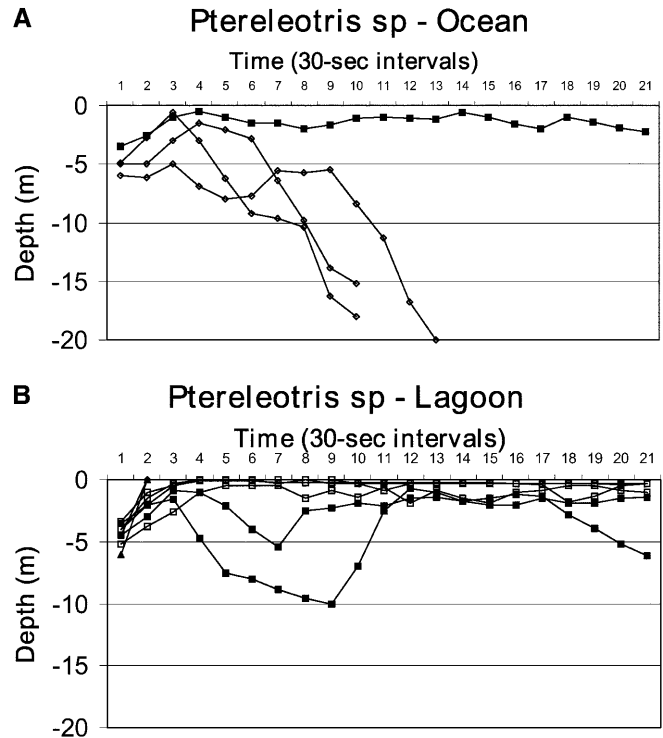 A
Ptereleotris sp - Ocean
Time (30-sec intervals)
1 2 3 4 5 6 7 8 9 10 11 12 13 14 15 16 17 18 19 20 21
0
-5
-10
-15
-20
Depth (m)
B
Ptereleotris sp - Lagoon
Time (30-sec intervals)
1 2 3 4 5 6 7 8 9 10 11 12 13 14 15 16 17 18 19 20 21
0
-5
-10
-15
-20
Depth (m)